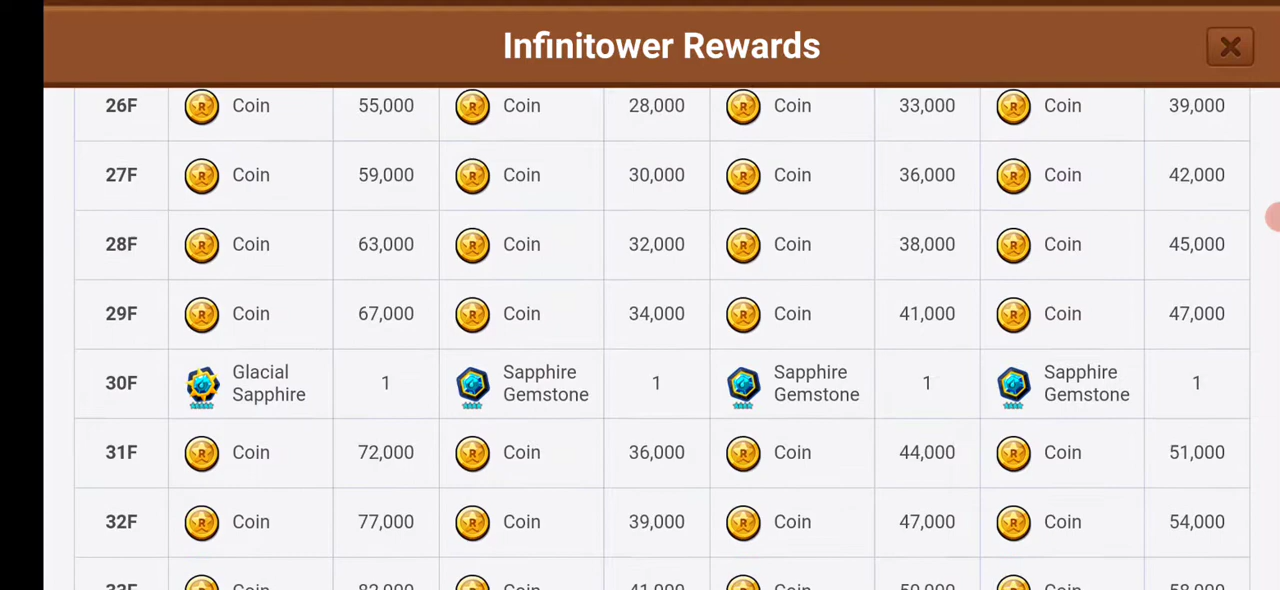 Infinitower Rewards
26F Coin 55,000 Coin 28,000 Coin 33,000 Coin 39,000
27F Coin 59,000 Coin 30,000 Coin 36,000 Coin 42,000
28F Coin 63,000 Coin 32,000 Coin 38,000 Coin 45,000
29F Coin 67,000 Coin 34,000 Coin 41,000 Coin 47,000
30F Glacial Sapphire 1 Sapphire Gemstone 1 Sapphire Gemstone 1 Sapphire Gemstone 1
31F Coin 72,000 Coin 36,000 Coin 44,000 Coin 51,000
32F Coin 77,000 Coin 39,000 Coin 47,000 Coin 54,000